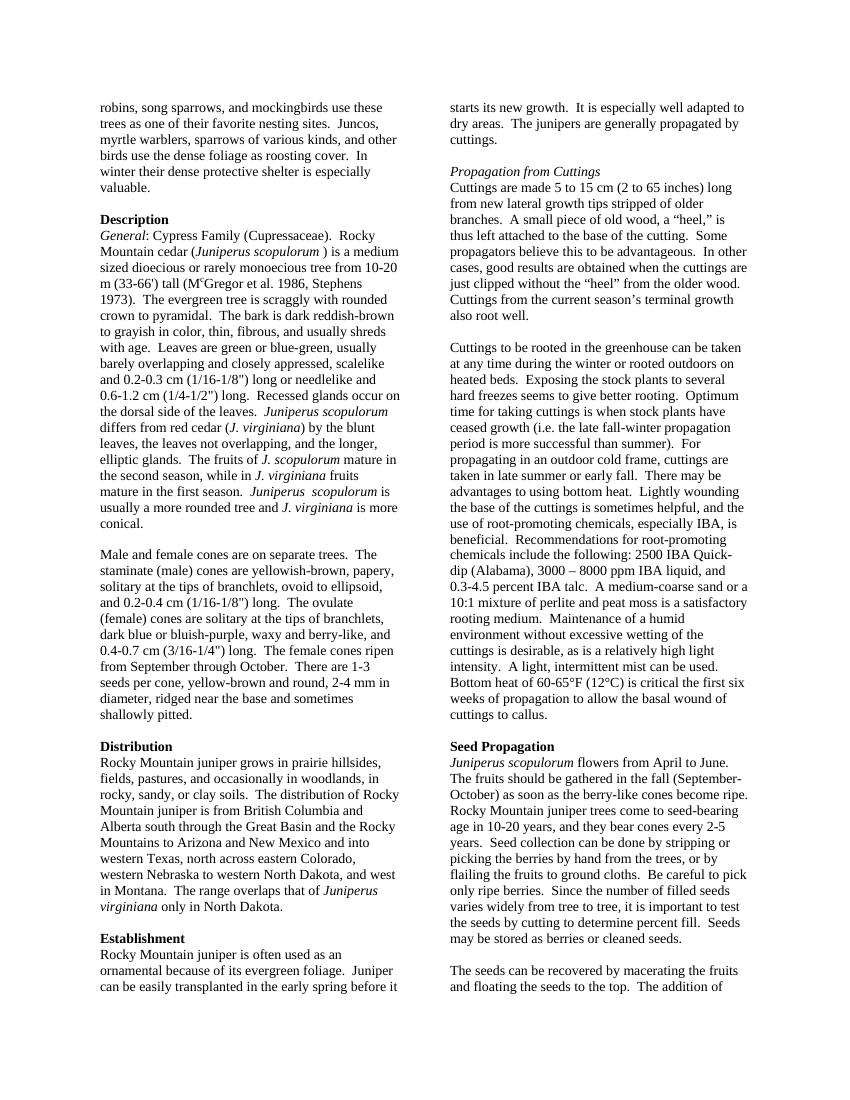 robins, song sparrows, and mockingbirds use these
trees as one of their favorite nesting sites.  Juncos,
myrtle warblers, sparrows of various kinds, and other
birds use the dense foliage as roosting cover.  In
winter their dense protective shelter is especially
valuable.
Description
General: Cypress Family (Cupressaceae).  Rocky
Mountain cedar (Juniperus scopulorum ) is a medium
sized dioecious or rarely monoecious tree from 10-20
m (33-66') tall (McGregor et al. 1986, Stephens
1973).  The evergreen tree is scraggly with rounded
crown to pyramidal.  The bark is dark reddish-brown
to grayish in color, thin, fibrous, and usually shreds
with age.  Leaves are green or blue-green, usually
barely overlapping and closely appressed, scalelike
and 0.2-0.3 cm (1/16-1/8") long or needlelike and
0.6-1.2 cm (1/4-1/2") long.  Recessed glands occur on
the dorsal side of the leaves.  Juniperus scopulorum
differs from red cedar (J. virginiana) by the blunt
leaves, the leaves not overlapping, and the longer,
elliptic glands.  The fruits of J. scopulorum mature in
the second season, while in J. virginiana fruits
mature in the first season.  Juniperus  scopulorum is
usually a more rounded tree and J. virginiana is more
conical.
Male and female cones are on separate trees.  The
staminate (male) cones are yellowish-brown, papery,
solitary at the tips of branchlets, ovoid to ellipsoid,
and 0.2-0.4 cm (1/16-1/8") long.  The ovulate
(female) cones are solitary at the tips of branchlets,
dark blue or bluish-purple, waxy and berry-like, and
0.4-0.7 cm (3/16-1/4") long.  The female cones ripen
from September through October.  There are 1-3
seeds per cone, yellow-brown and round, 2-4 mm in
diameter, ridged near the base and sometimes
shallowly pitted.
Distribution
Rocky Mountain juniper grows in prairie hillsides,
fields, pastures, and occasionally in woodlands, in
rocky, sandy, or clay soils.  The distribution of Rocky
Mountain juniper is from British Columbia and
Alberta south through the Great Basin and the Rocky
Mountains to Arizona and New Mexico and into
western Texas, north across eastern Colorado,
western Nebraska to western North Dakota, and west
in Montana.  The range overlaps that of Juniperus
virginiana only in North Dakota.
Establishment
Rocky Mountain juniper is often used as an
ornamental because of its evergreen foliage.  Juniper
can be easily transplanted in the early spring before it
starts its new growth.  It is especially well adapted to
dry areas.  The junipers are generally propagated by
cuttings.
Propagation from Cuttings
Cuttings are made 5 to 15 cm (2 to 65 inches) long
from new lateral growth tips stripped of older
branches.  A small piece of old wood, a “heel,” is
thus left attached to the base of the cutting.  Some
propagators believe this to be advantageous.  In other
cases, good results are obtained when the cuttings are
just clipped without the “heel” from the older wood.
Cuttings from the current season’s terminal growth
also root well.
Cuttings to be rooted in the greenhouse can be taken
at any time during the winter or rooted outdoors on
heated beds.  Exposing the stock plants to several
hard freezes seems to give better rooting.  Optimum
time for taking cuttings is when stock plants have
ceased growth (i.e. the late fall-winter propagation
period is more successful than summer).  For
propagating in an outdoor cold frame, cuttings are
taken in late summer or early fall.  There may be
advantages to using bottom heat.  Lightly wounding
the base of the cuttings is sometimes helpful, and the
use of root-promoting chemicals, especially IBA, is
beneficial.  Recommendations for root-promoting
chemicals include the following: 2500 IBA Quick-
dip (Alabama), 3000 – 8000 ppm IBA liquid, and
0.3-4.5 percent IBA talc.  A medium-coarse sand or a
10:1 mixture of perlite and peat moss is a satisfactory
rooting medium.  Maintenance of a humid
environment without excessive wetting of the
cuttings is desirable, as is a relatively high light
intensity.  A light, intermittent mist can be used.
Bottom heat of 60-65°F (12°C) is critical the first six
weeks of propagation to allow the basal wound of
cuttings to callus.
Seed Propagation
Juniperus scopulorum flowers from April to June.
The fruits should be gathered in the fall (September-
October) as soon as the berry-like cones become ripe.
Rocky Mountain juniper trees come to seed-bearing
age in 10-20 years, and they bear cones every 2-5
years.  Seed collection can be done by stripping or
picking the berries by hand from the trees, or by
flailing the fruits to ground cloths.  Be careful to pick
only ripe berries.  Since the number of filled seeds
varies widely from tree to tree, it is important to test
the seeds by cutting to determine percent fill.  Seeds
may be stored as berries or cleaned seeds.
The seeds can be recovered by macerating the fruits
and floating the seeds to the top.  The addition of